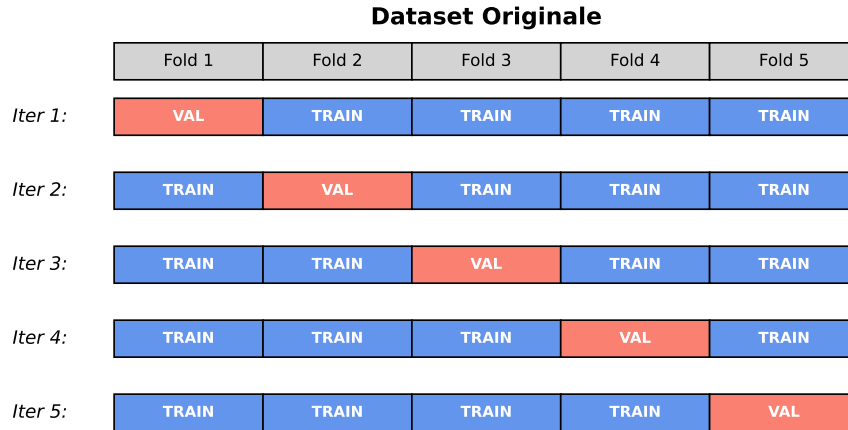 Dataset Originale
Fold 1 Fold 2 Fold 3 Fold 4 Fold 5
Iter 1: VAL TRAIN TRAIN TRAIN TRAIN
Iter 2: TRAIN VAL TRAIN TRAIN TRAIN
Iter 3: TRAIN TRAIN VAL TRAIN TRAIN
Iter 4: TRAIN TRAIN TRAIN VAL TRAIN
Iter 5: TRAIN TRAIN TRAIN TRAIN VAL